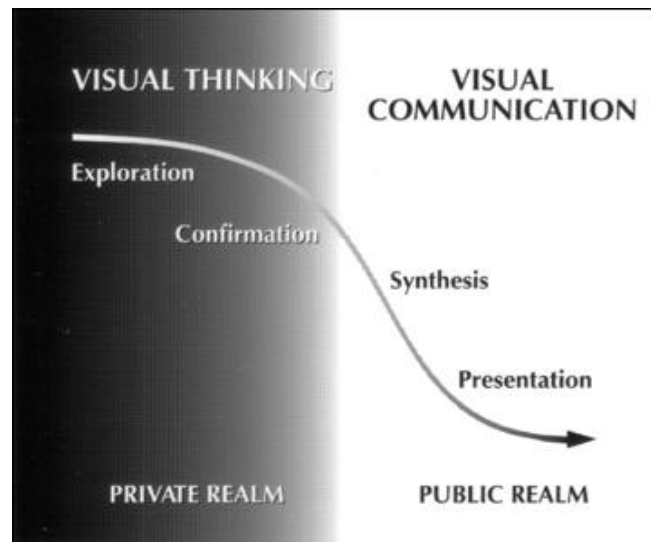 VISUAL THINKING
VISUAL
COMMUNICATION
Exploration
Confirmation
Synthesis
Presentation
PRIVATE REALM
PUBLIC REALM